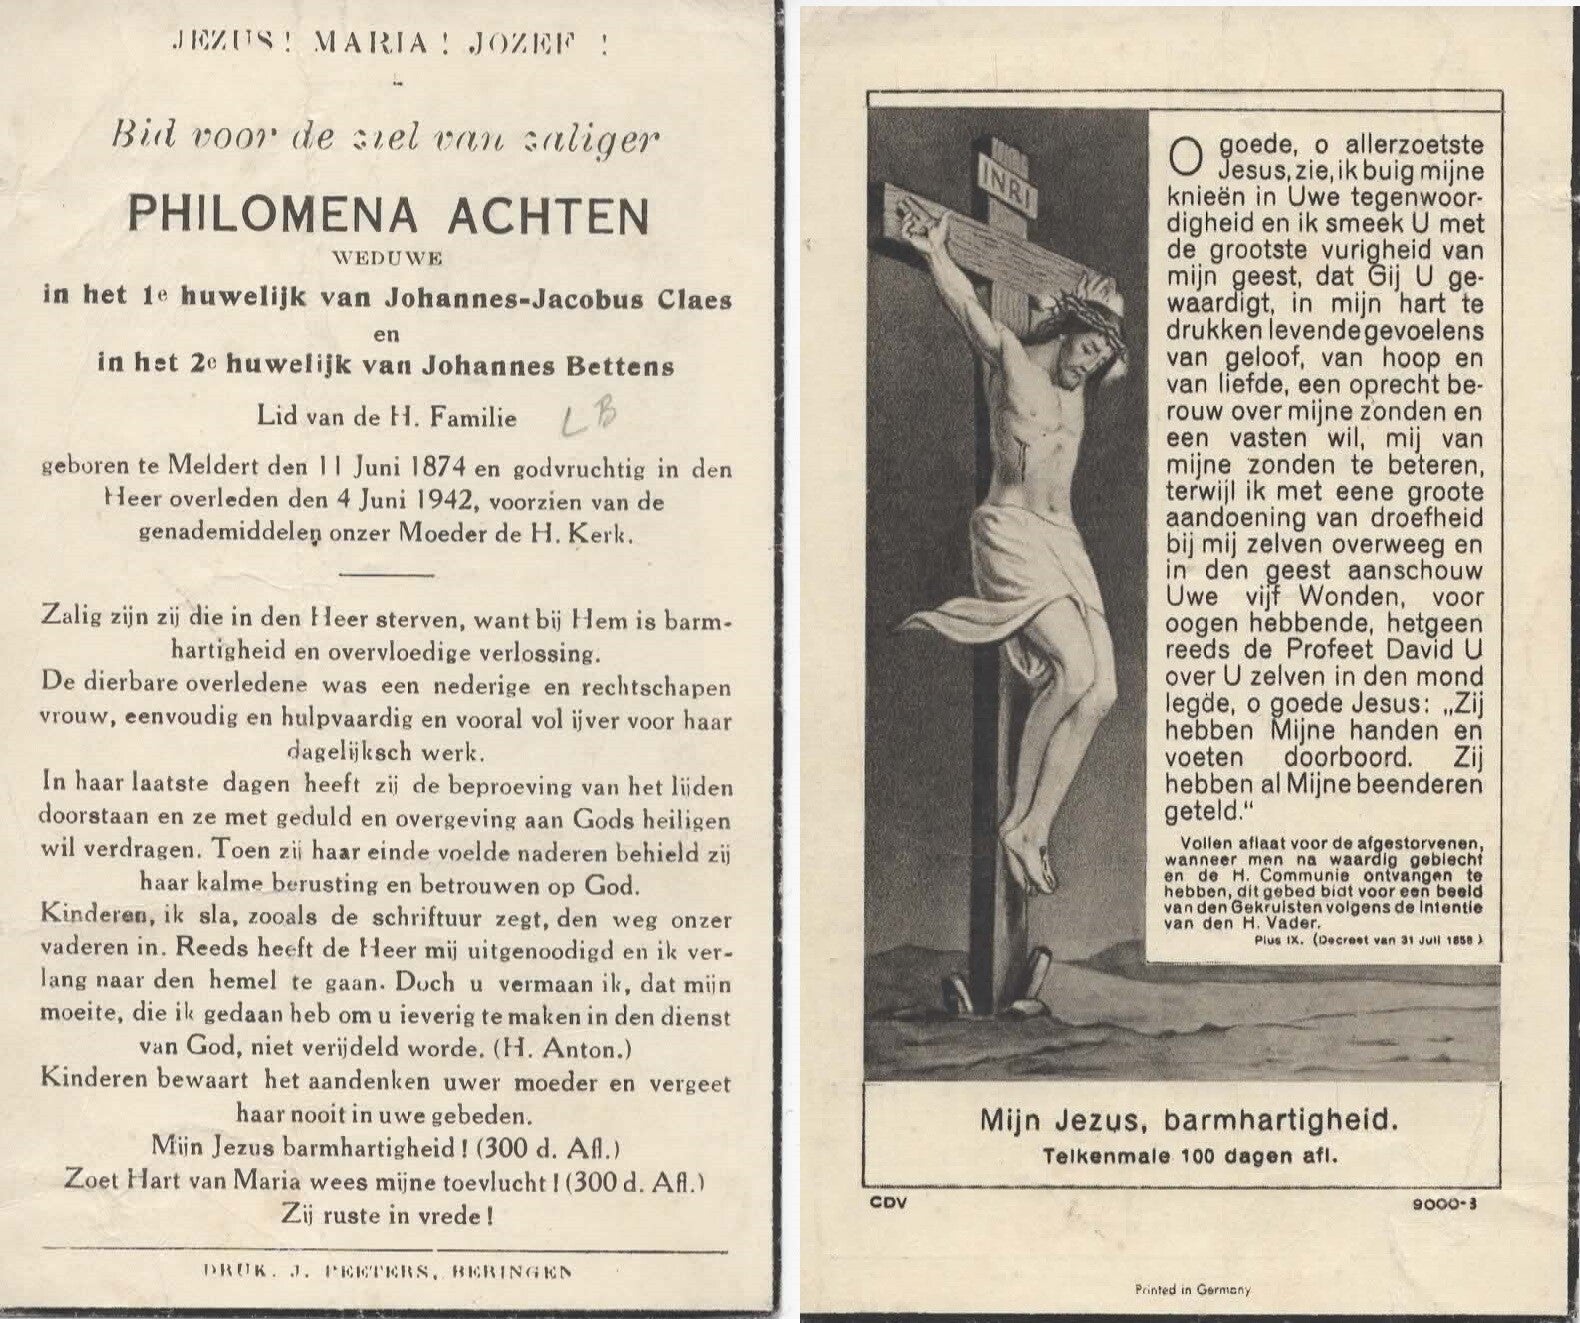 JEZUS! MARIA! JOZEF!
Bid voor de ziel van zaliger
PHILOMENA ACHTEN
WEDUWE
in het 1e huwelijk van Johannes-Jacobus Claes
en
in het 2e huwelijk van Johannes Bettens
Lid van de H. Familie
LB
geboren te Meldert den 11 Juni 1874 en godvruchtig in den
Heer overleden den 4 Juni 1942, voorzien van de
genademiddelen onzer Moeder de H. Kerk.
Zalig zijn zij die in den Heer sterven, want bij Hem is barm-
hartigheid en overvloedige verlossing.
De dierbare overledene was een nederige en rechtschapen
vrouw, eenvoudig en hulpvaardig en vooral vol ijver voor haar
dagelijksch werk.
In haar laatste dagen heeft zij de beproeving van het lijden
doorstaan en ze met geduld en overgeving aan Gods heiligen
wil verdragen. Toen zij haar einde voelde naderen behield zij
haar kalme berusting en betrouwen op God.
Kinderen, ik sla, zooals de schriftuur zegt, den weg onzer
vaderen in. Reeds heeft de Heer mij uitgenoodigd en ik ver-
lang naar den hemel te gaan. Doch u vermaan ik, dat mijn
moeite, die ik gedaan heb om u ieverig te maken in den dienst
van God, niet verijdeld worde. (H. Anton.)
Kinderen bewaart het aandenken uwer moeder en vergeet
haar nooit in uwe gebeden.
Mijn Jezus barmhartigheid! (300 d. Afl.)
Zoet Hart van Maria wees mijne toevlucht! (300 d. Afl.)
Zij ruste in vrede!
DRUK. J. PEETERS, BERINGEN
INRI
O goede, o allerzoetste
Jesus, zie, ik buig mijne
knieën in Uwe tegenwoor-
digheid en ik smeek U met
de grootste vurigheid van
mijn geest, dat Gij U ge-
waardigt, in mijn hart te
drukken levende gevoelens
van geloof, van hoop en
van liefde, een oprecht be-
rouw over mijne zonden en
een vasten wil, mij van
mijne zonden te beteren,
terwijl ik met eene groote
aandoening van droefheid
bij mij zelven overweeg en
in den geest aanschouw
Uwe vijf Wonden, voor
oogen hebbende, hetgeen
reeds de Profeet David U
over U zelven in den mond
legde, o goede Jesus: „Zij
hebben Mijne handen en
voeten doorboord. Zij
hebben al Mijne beenderen
geteld.“
Vollen aflaat voor de afgestorvenen,
wanneer men na waardig gebiecht
en de H. Communie ontvangen te
hebben, dit gebed bidt voor een beeld
van den Gekruisten volgens de intentie
van den H. Vader.
Pius IX. (Decreet van 31 Juli 1858)
Mijn Jezus, barmhartigheid.
Telkenmale 100 dagen afl.
CDV
9000-3
Printed in Germany